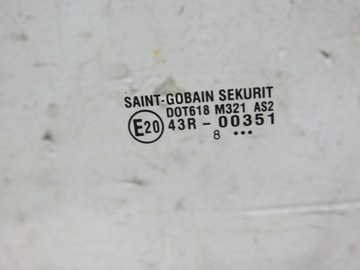 SAINT-GOBAIN SEKURIT
DOT618 M321 AS2
E20 43R - 00351
8 •••